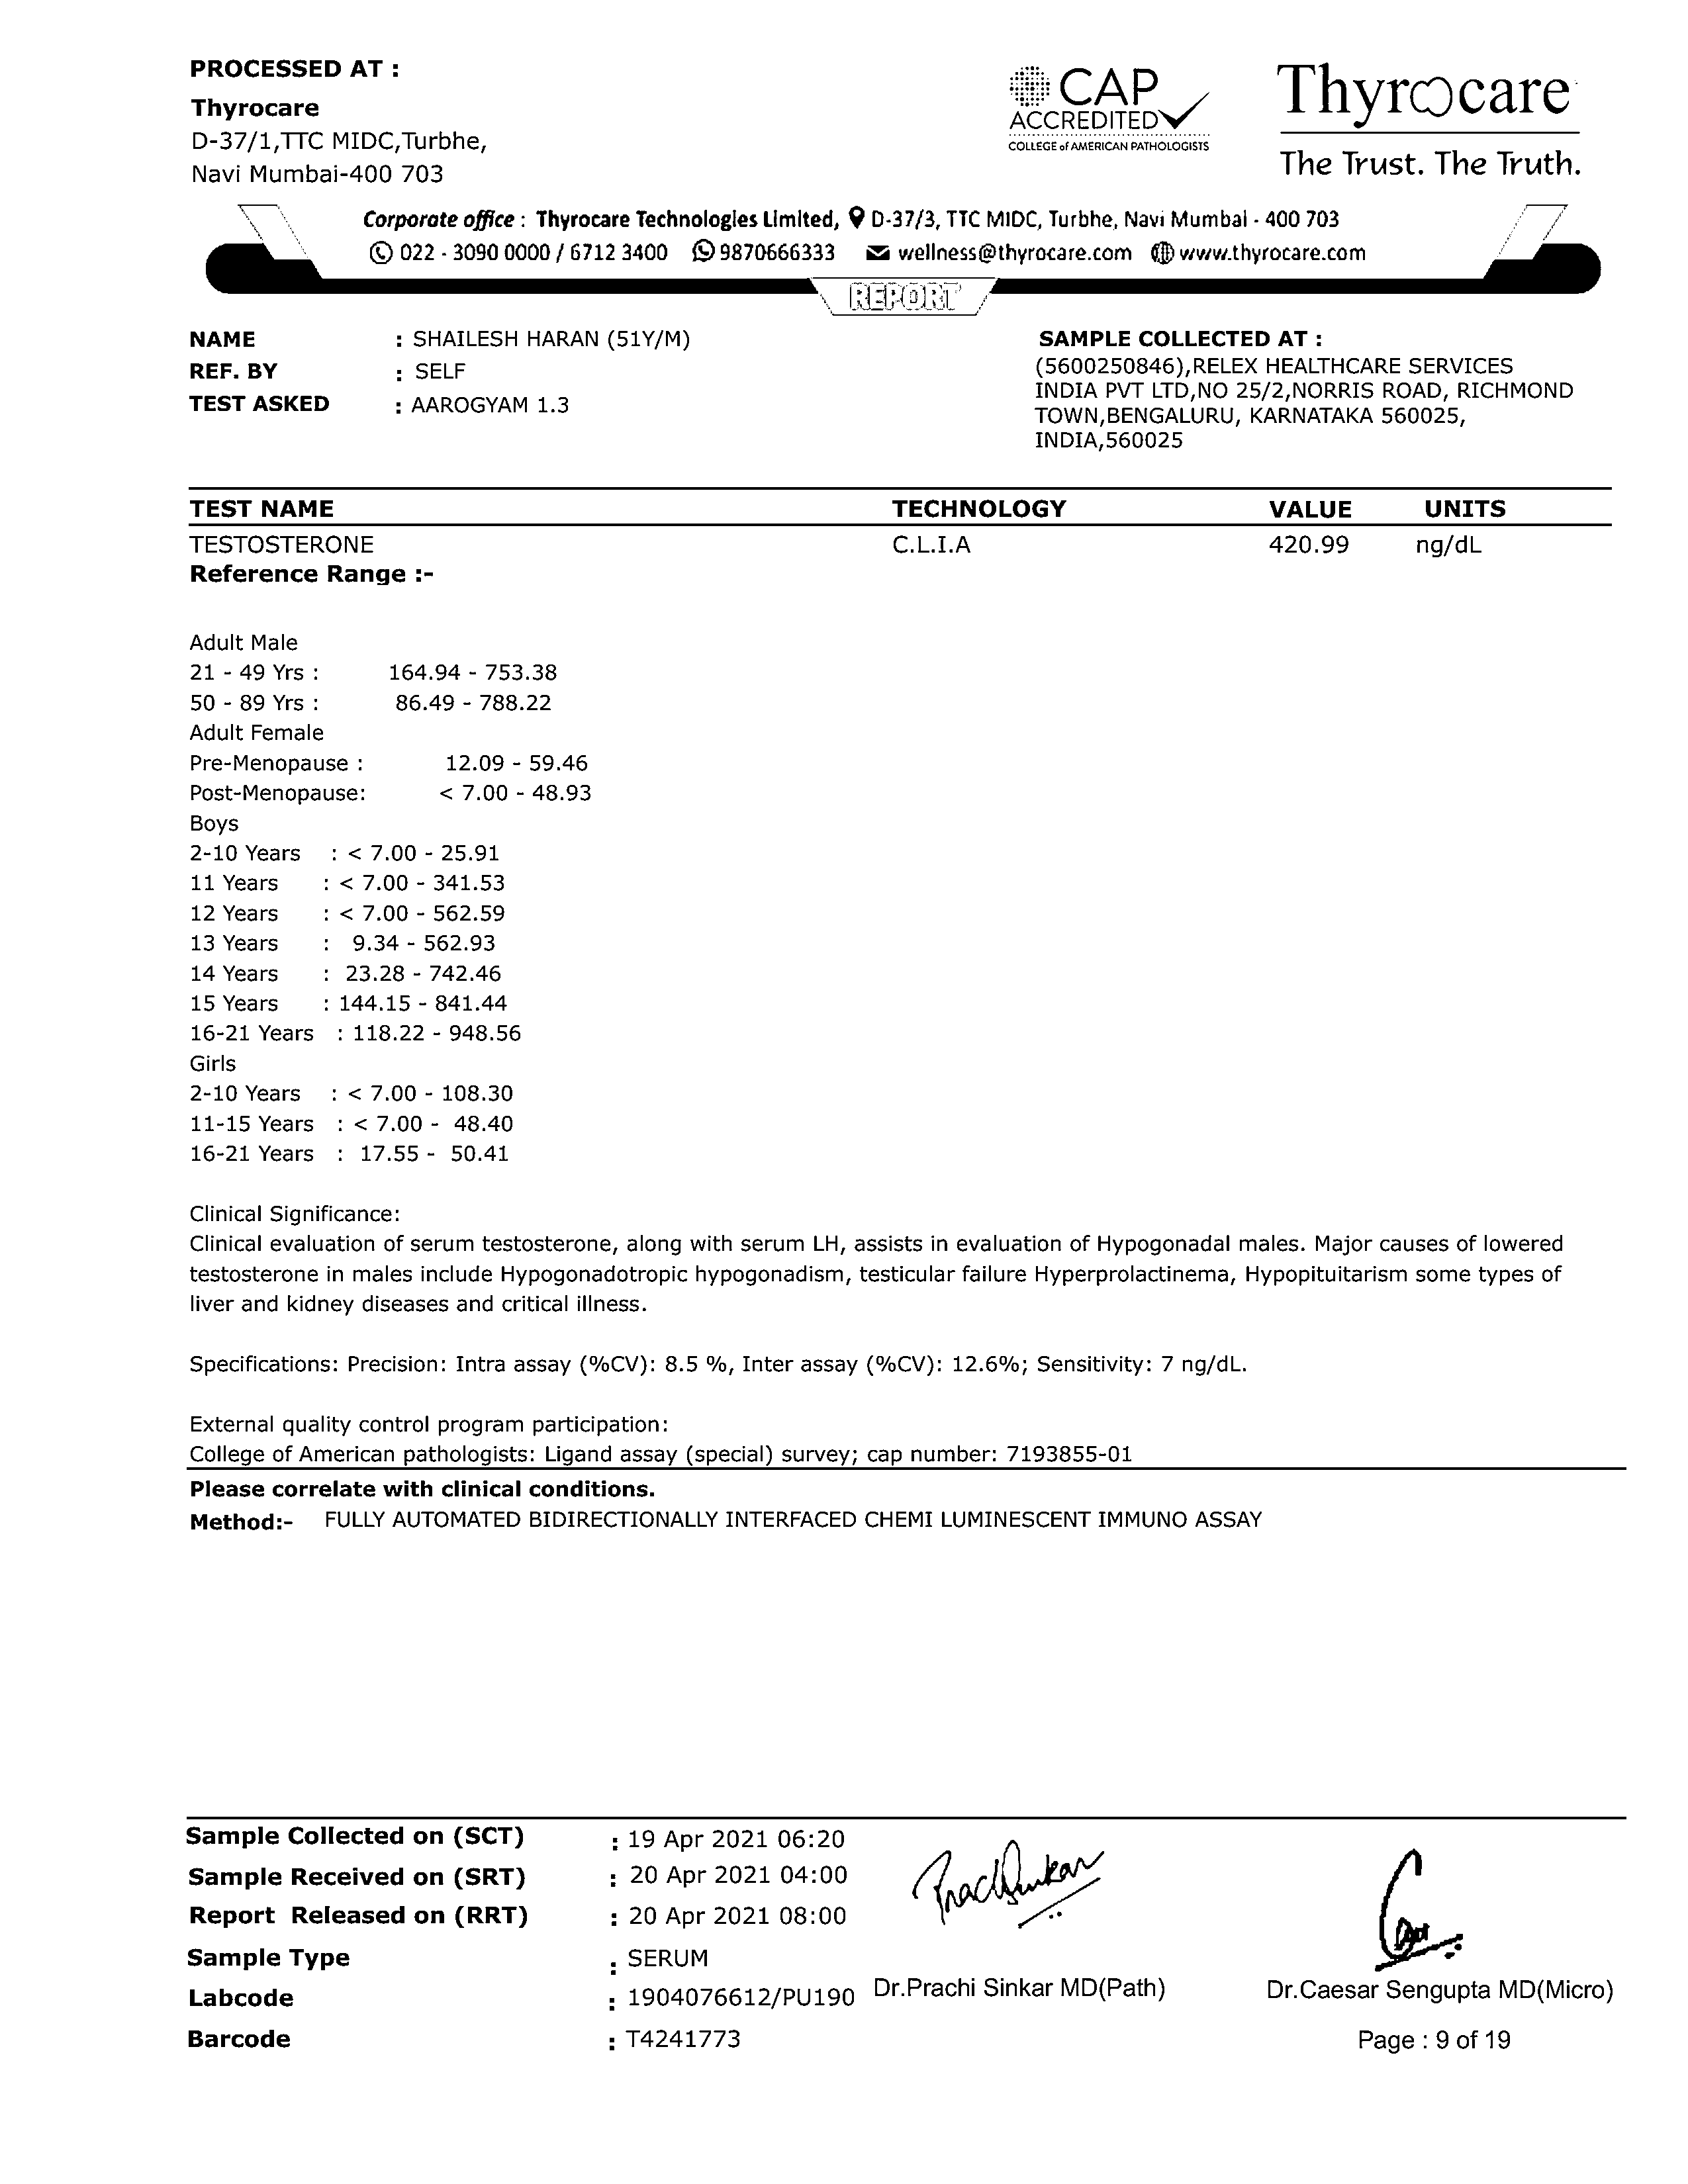 PROCESSED AT :
Thyrocare
D-37/1,TTC MIDC,Turbhe,
Navi Mumbai-400 703
CAP
ACCREDITED
COLLEGE of AMERICAN PATHOLOGISTS
Thyrocare
The Trust. The Truth.
Corporate office : Thyrocare Technologies Limited, D-37/3, TTC MIDC, Turbhe, Navi Mumbai - 400 703
022 - 3090 0000 / 6712 3400 9870666333 wellness@thyrocare.com www.thyrocare.com
REPORT
NAME : SHAILESH HARAN (51Y/M)
REF. BY : SELF
TEST ASKED : AAROGYAM 1.3
SAMPLE COLLECTED AT :
(5600250846),RELEX HEALTHCARE SERVICES
INDIA PVT LTD,NO 25/2,NORRIS ROAD, RICHMOND
TOWN,BENGALURU, KARNATAKA 560025,
INDIA,560025
TEST NAME TECHNOLOGY VALUE UNITS
TESTOSTERONE C.L.I.A 420.99 ng/dL
Reference Range :-
Adult Male
21 - 49 Yrs : 164.94 - 753.38
50 - 89 Yrs : 86.49 - 788.22
Adult Female
Pre-Menopause : 12.09 - 59.46
Post-Menopause: < 7.00 - 48.93
Boys
2-10 Years : < 7.00 - 25.91
11 Years : < 7.00 - 341.53
12 Years : < 7.00 - 562.59
13 Years : 9.34 - 562.93
14 Years : 23.28 - 742.46
15 Years : 144.15 - 841.44
16-21 Years : 118.22 - 948.56
Girls
2-10 Years : < 7.00 - 108.30
11-15 Years : < 7.00 - 48.40
16-21 Years : 17.55 - 50.41
Clinical Significance:
Clinical evaluation of serum testosterone, along with serum LH, assists in evaluation of Hypogonadal males. Major causes of lowered
testosterone in males include Hypogonadotropic hypogonadism, testicular failure Hyperprolactinema, Hypopituitarism some types of
liver and kidney diseases and critical illness.
Specifications: Precision: Intra assay (%CV): 8.5 %, Inter assay (%CV): 12.6%; Sensitivity: 7 ng/dL.
External quality control program participation:
College of American pathologists: Ligand assay (special) survey; cap number: 7193855-01
Please correlate with clinical conditions.
Method:- FULLY AUTOMATED BIDIRECTIONALLY INTERFACED CHEMI LUMINESCENT IMMUNO ASSAY
Sample Collected on (SCT) : 19 Apr 2021 06:20
Sample Received on (SRT) : 20 Apr 2021 04:00
Report Released on (RRT) : 20 Apr 2021 08:00
Sample Type : SERUM
Labcode : 1904076612/PU190
Barcode : T4241773
Dr.Prachi Sinkar MD(Path)
Dr.Caesar Sengupta MD(Micro)
Page : 9 of 19